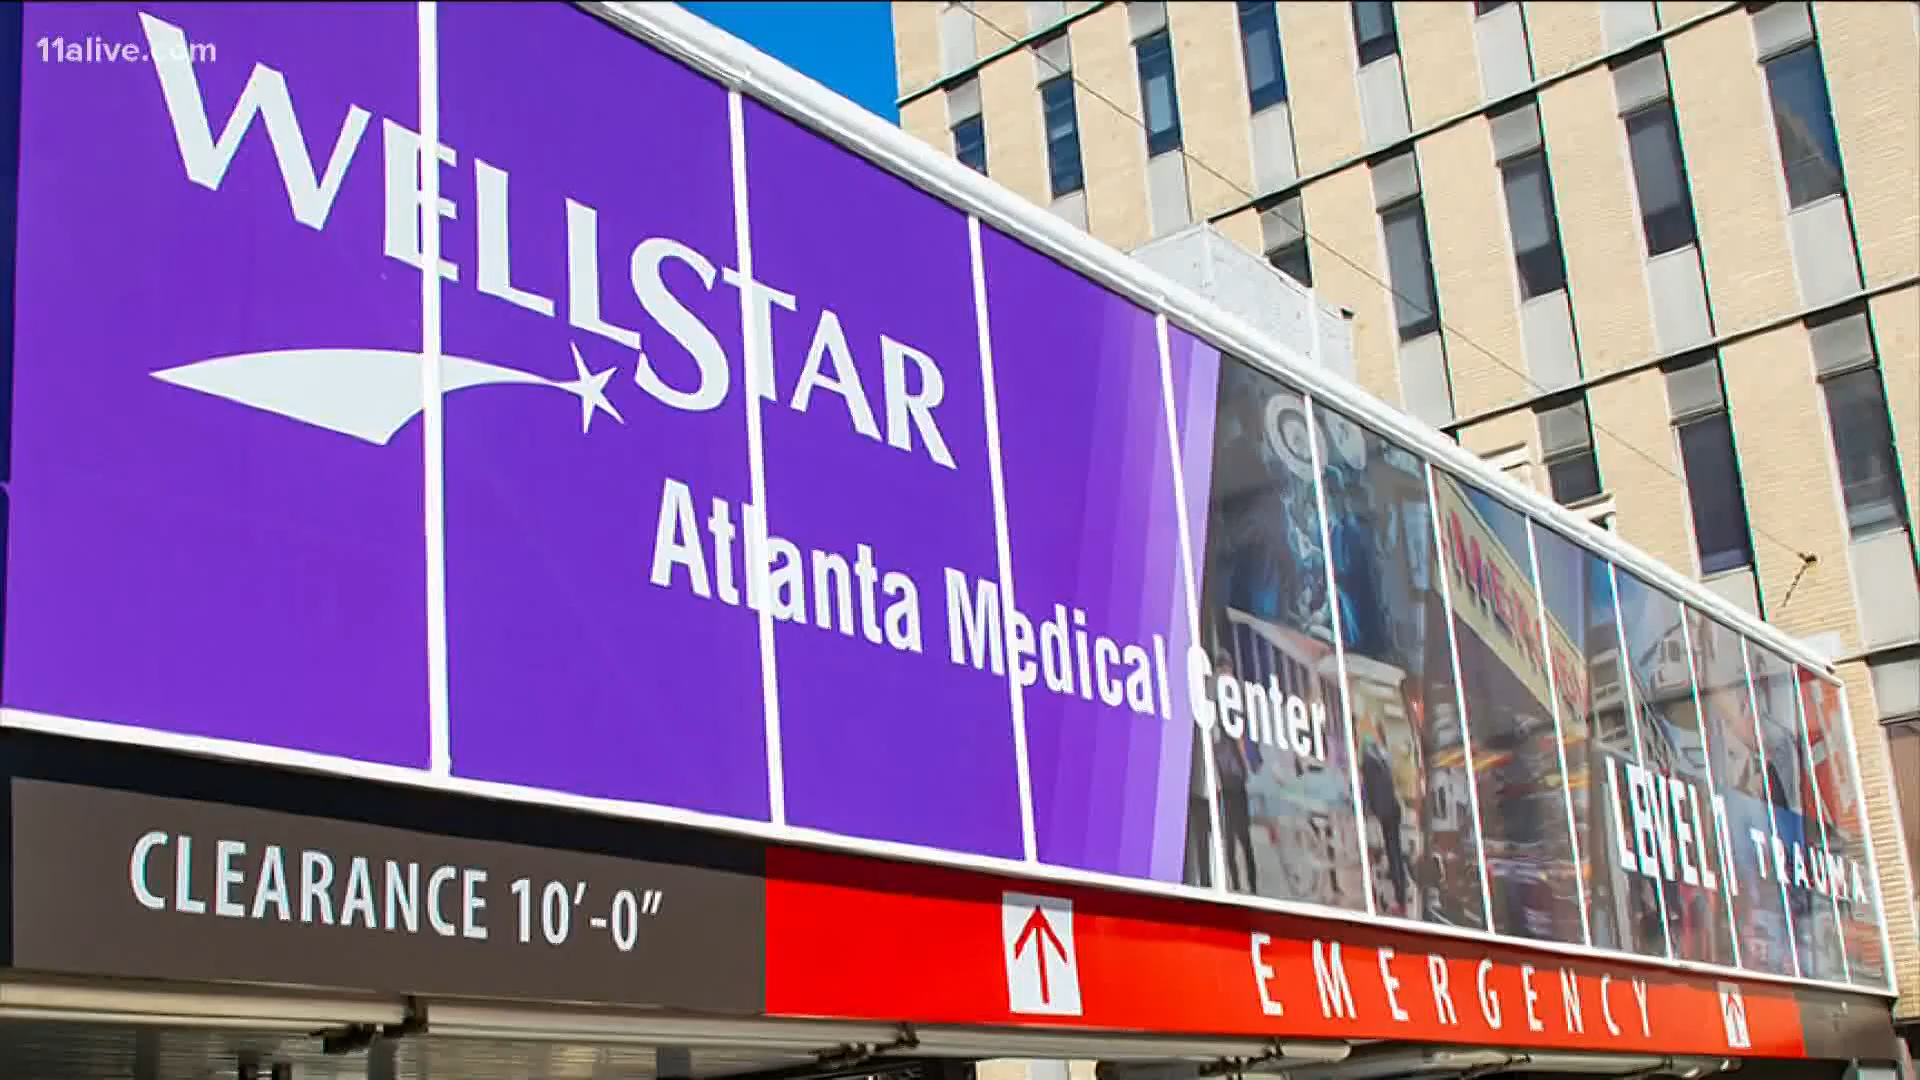 11alive.com
WELLSTAR
Atlanta Medical Center
LEVEL 1 TRAUMA
CLEARANCE 10'-0"
EMERGENCY